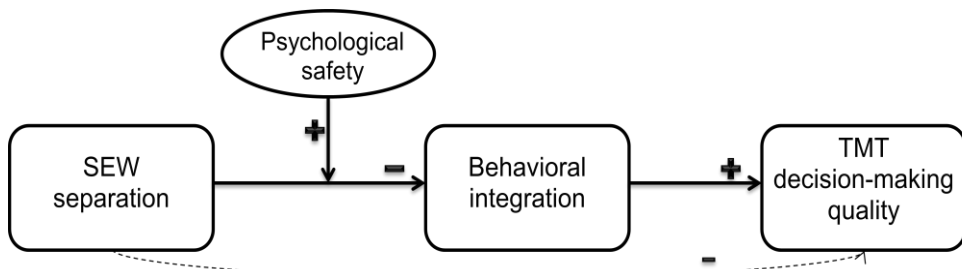 Psychological
safety
+
SEW
separation
-
Behavioral
integration
+
TMT
decision-making
quality
-